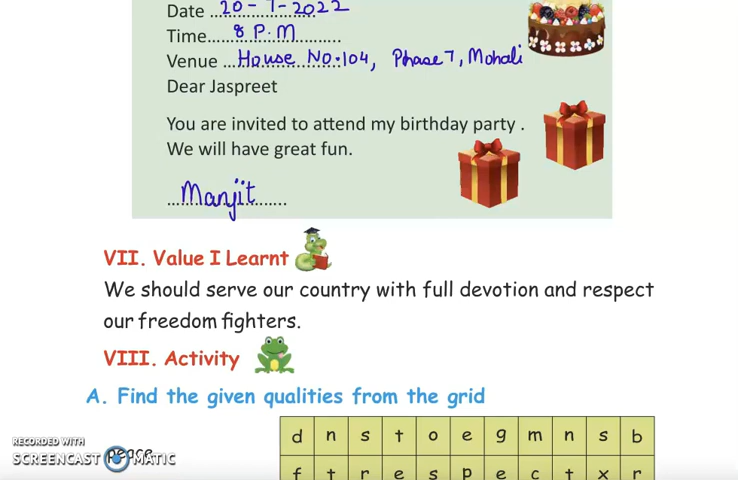 Date 20-7-2022
Time 8 P.M
Venue House No.104, Phase 7, Mohali
Dear Jaspreet
You are invited to attend my birthday party .
We will have great fun.
Manjit
VII. Value I Learnt
We should serve our country with full devotion and respect
our freedom fighters.
VIII. Activity
A. Find the given qualities from the grid
d n s t o e g m n s b
peace
f t r e s p e c t x r
RECORDED WITH
SCREENCAST MATIC